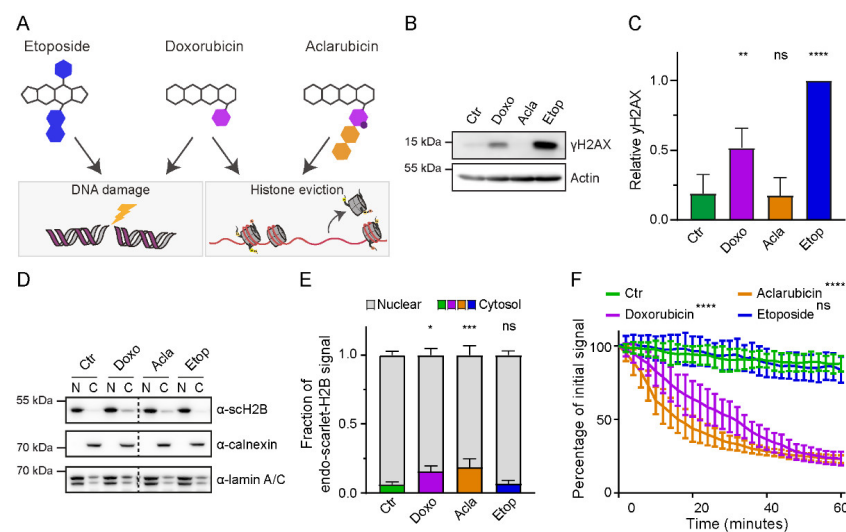 A
Etoposide
Doxorubicin
Aclarubicin
DNA damage
Histone eviction
B
Ctr
Doxo
Acla
Etop
15 kDa
γH2AX
55 kDa
Actin
C
Relative γH2AX
1.0
0.5
0.0
**
ns
****
Ctr
Doxo
Acla
Etop
D
Ctr
Doxo
Acla
Etop
N C N C N C N C
55 kDa
α-scH2B
70 kDa
α-calnexin
70 kDa
α-lamin A/C
E
Nuclear
Cytosol
Fraction of
endo-scarlet-H2B signal
1.0
0.5
0.0
*
***
ns
Ctr
Doxo
Acla
Etop
F
Ctr
Aclarubicin ****
Doxorubicin ****
Etoposide ns
Percentage of initial signal
100
50
0
0 20 40 60
Time (minutes)